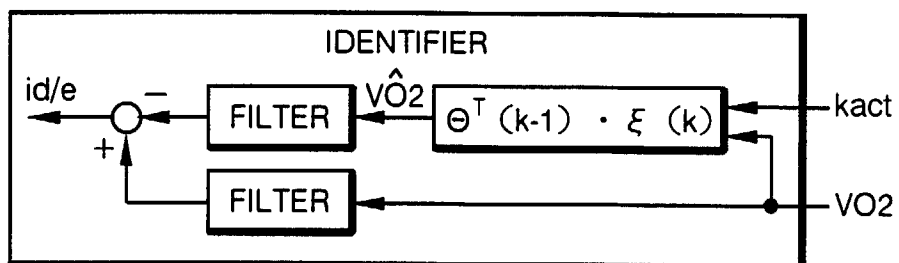 IDENTIFIER
id/e
−
FILTER
VÔ2
Θᵀ (k-1) · ξ (k)
kact
+
FILTER
VO2